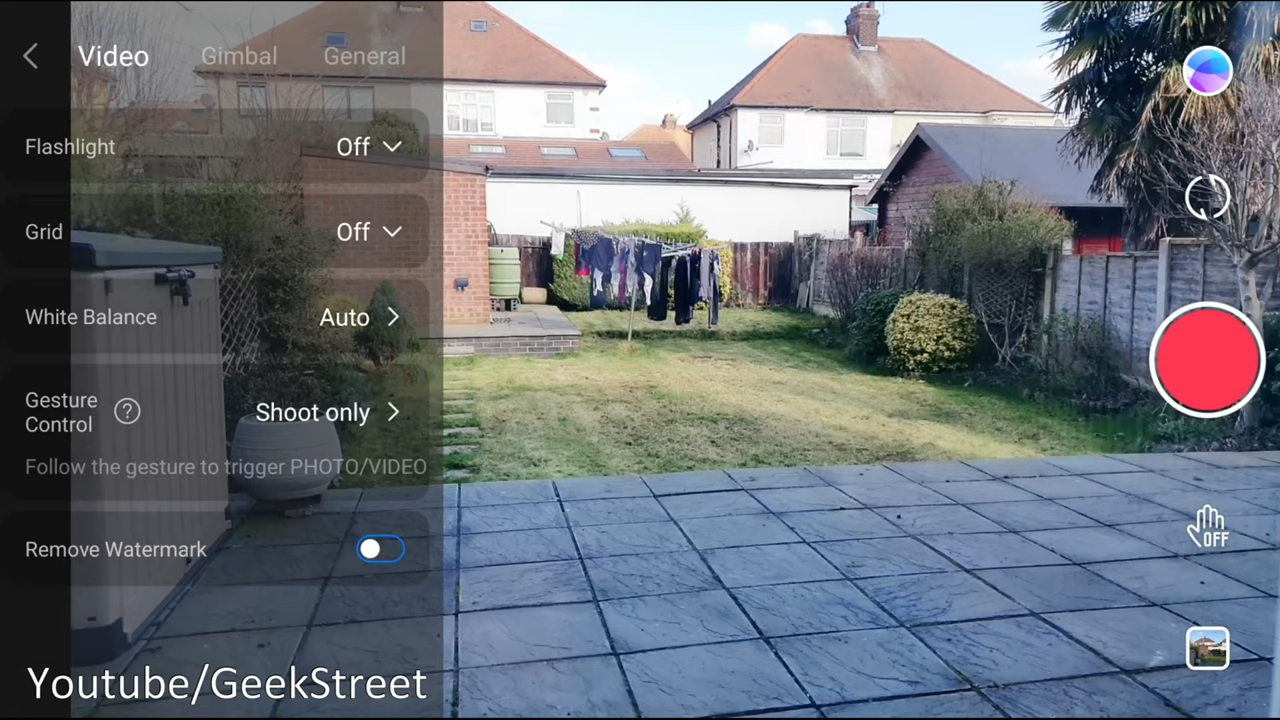 Video Gimbal General
Flashlight Off
Grid Off
White Balance Auto
Gesture
Control ? Shoot only
Follow the gesture to trigger PHOTO/VIDEO
Remove Watermark
OFF
Youtube/GeekStreet